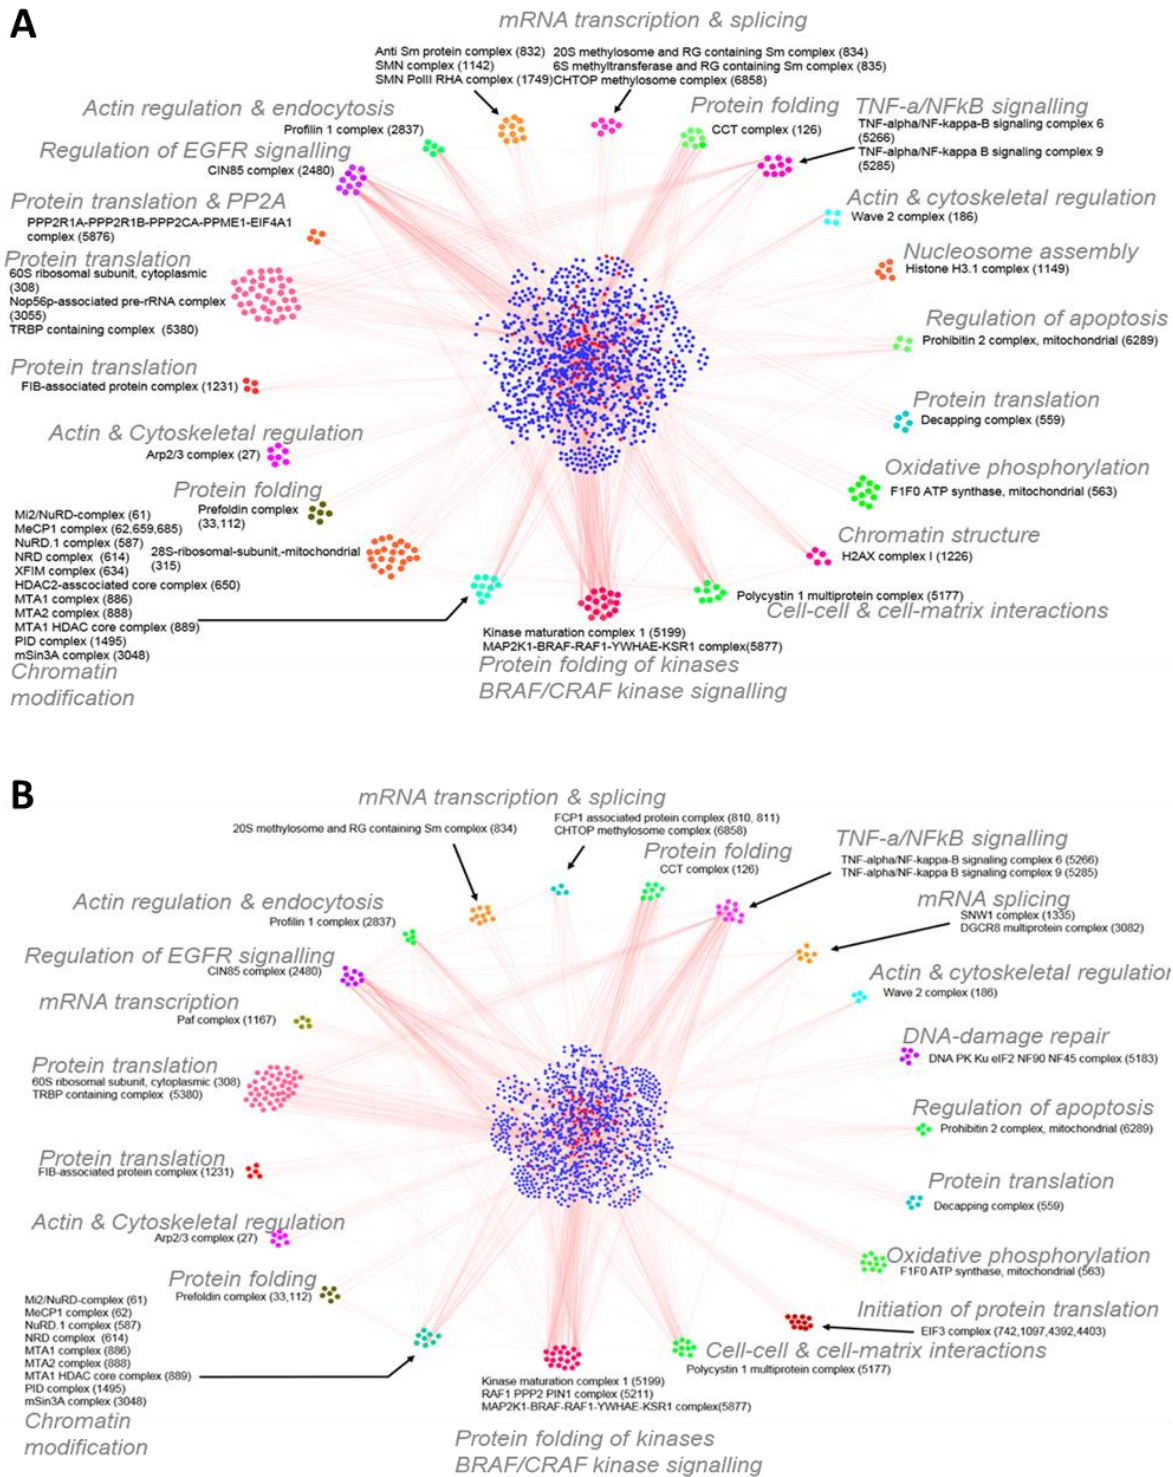 A
mRNA transcription & splicing
Anti Sm protein complex (832)
SMN complex (1142)
SMN PolII RHA complex (1749)
20S methylosome and RG containing Sm complex (834)
6S methyltransferase and RG containing Sm complex (835)
CHTOP methylosome complex (6858)
Actin regulation & endocytosis
Profilin 1 complex (2837)
Protein folding
CCT complex (126)
TNF-a/NFkB signalling
TNF-alpha/NF-kappa-B signaling complex 6
(5266)
TNF-alpha/NF-kappa B signaling complex 9
(5285)
Regulation of EGFR signalling
CIN85 complex (2480)
Protein translation & PP2A
PPP2R1A-PPP2R1B-PPP2CA-PPME1-EIF4A1
complex (5876)
Actin & cytoskeletal regulation
Wave 2 complex (186)
Protein translation
60S ribosomal subunit, cytoplasmic
(308)
Nop56p-associated pre-rRNA complex
(3055)
TRBP containing complex (5380)
Nucleosome assembly
Histone H3.1 complex (1149)
Regulation of apoptosis
Prohibitin 2 complex, mitochondrial (6289)
Protein translation
FIB-associated protein complex (1231)
Protein translation
Decapping complex (559)
Actin & Cytoskeletal regulation
Arp2/3 complex (27)
Oxidative phosphorylation
F1F0 ATP synthase, mitochondrial (563)
Protein folding
Prefoldin complex
(33,112)
Chromatin structure
H2AX complex I (1226)
28S-ribosomal-subunit,-mitochondrial
(315)
Mi2/NuRD-complex (61)
MeCP1 complex (62,659,685)
NuRD.1 complex (587)
NRD complex (614)
XFIM complex (634)
HDAC2-asscociated core complex (650)
MTA1 complex (886)
MTA2 complex (888)
MTA1 HDAC core complex (889)
PID complex (1495)
mSin3A complex (3048)
Chromatin
modification
Polycystin 1 multiprotein complex (5177)
Cell-cell & cell-matrix interactions
Kinase maturation complex 1 (5199)
MAP2K1-BRAF-RAF1-YWHAE-KSR1 complex(5877)
Protein folding of kinases
BRAF/CRAF kinase signalling
B
mRNA transcription & splicing
20S methylosome and RG containing Sm complex (834)
FCP1 associated protein complex (810, 811)
CHTOP methylosome complex (6858)
Protein folding
CCT complex (126)
TNF-a/NFkB signalling
TNF-alpha/NF-kappa-B signaling complex 6 (5266)
TNF-alpha/NF-kappa B signaling complex 9 (5285)
Actin regulation & endocytosis
Profilin 1 complex (2837)
mRNA splicing
SNW1 complex (1335)
DGCR8 multiprotein complex (3082)
Regulation of EGFR signalling
CIN85 complex (2480)
Actin & cytoskeletal regulation
Wave 2 complex (186)
mRNA transcription
Paf complex (1167)
DNA-damage repair
DNA PK Ku eIF2 NF90 NF45 complex (5183)
Protein translation
60S ribosomal subunit, cytoplasmic (308)
TRBP containing complex (5380)
Regulation of apoptosis
Prohibitin 2 complex, mitochondrial (6289)
Protein translation
FIB-associated protein complex (1231)
Protein translation
Decapping complex (559)
Actin & Cytoskeletal regulation
Arp2/3 complex (27)
Oxidative phosphorylation
F1F0 ATP synthase, mitochondrial (563)
Protein folding
Prefoldin complex (33,112)
Initiation of protein translation
EIF3 complex (742,1097,4392,4403)
Mi2/NuRD-complex (61)
MeCP1 complex (62)
NuRD.1 complex (587)
NRD complex (614)
MTA1 complex (886)
MTA2 complex (888)
MTA1 HDAC core complex (889)
PID complex (1495)
mSin3A complex (3048)
Chromatin
modification
Cell-cell & cell-matrix interactions
Polycystin 1 multiprotein complex (5177)
Kinase maturation complex 1 (5199)
RAF1 PPP2 PIN1 complex (5211)
MAP2K1-BRAF-RAF1-YWHAE-KSR1 complex(5877)
Protein folding of kinases
BRAF/CRAF kinase signalling